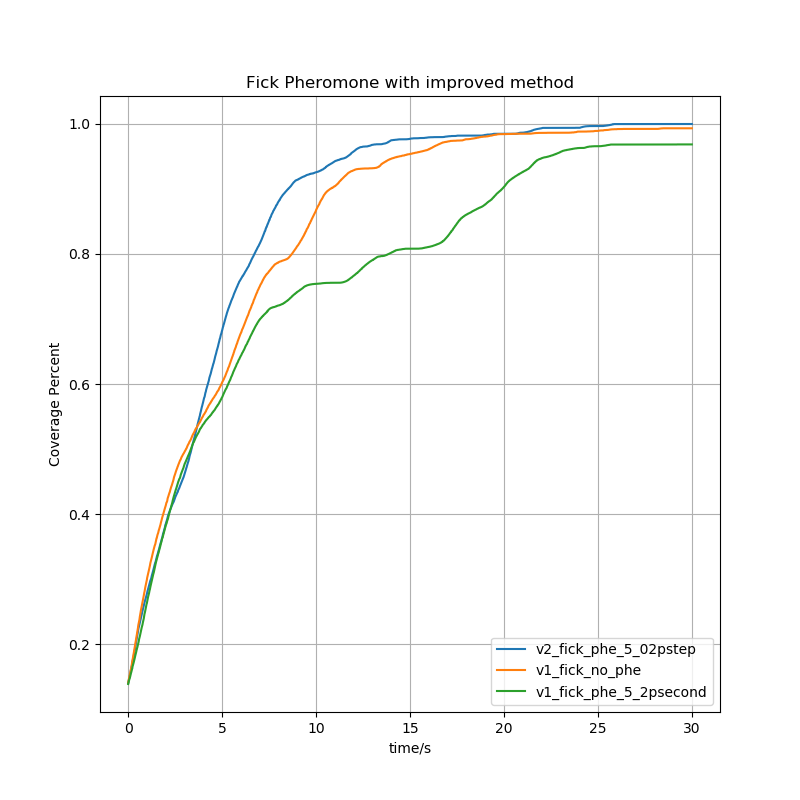 Fick Pheromone with improved method
Coverage Percent
1.0
0.8
0.6
0.4
0.2
0
5
10
15
20
25
30
time/s
v2_fick_phe_5_02pstep
v1_fick_no_phe
v1_fick_phe_5_2psecond